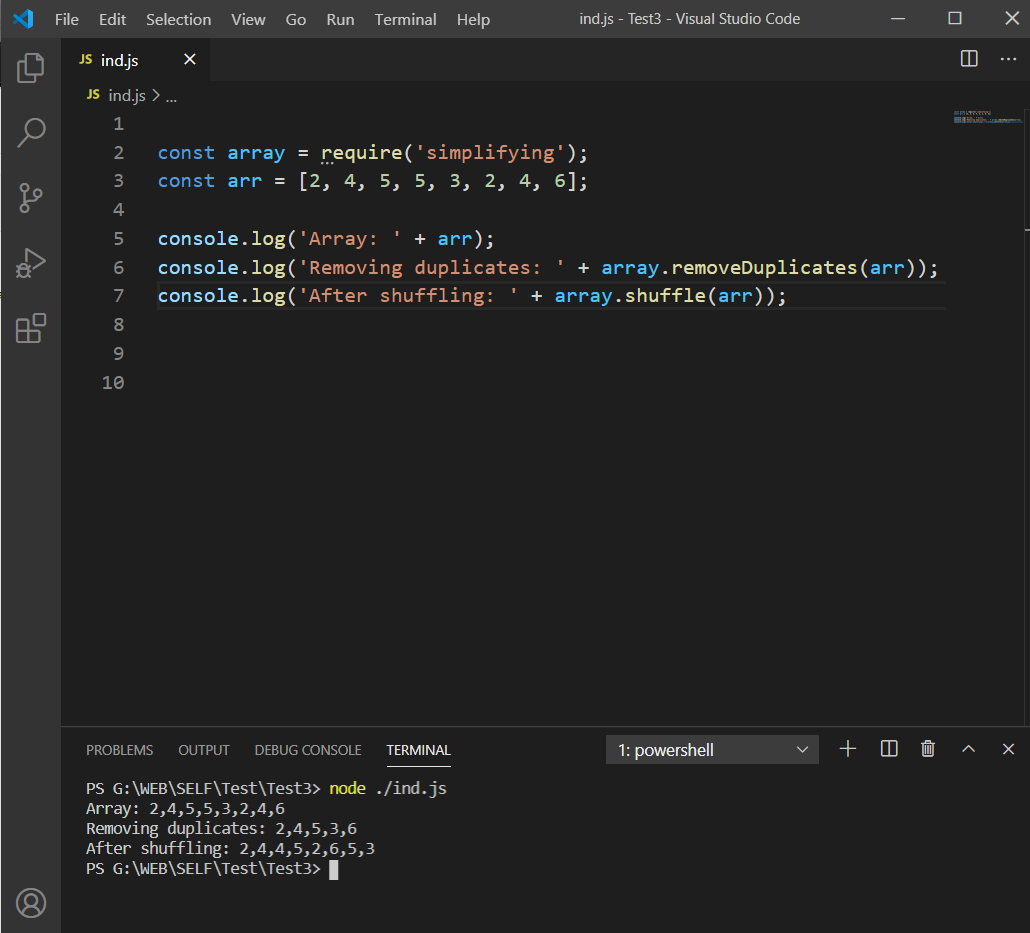 File Edit Selection View Go Run Terminal Help ind.js - Test3 - Visual Studio Code
JS ind.js
JS ind.js > ...
1
2 const array = require('simplifying');
3 const arr = [2, 4, 5, 5, 3, 2, 4, 6];
4
5 console.log('Array: ' + arr);
6 console.log('Removing duplicates: ' + array.removeDuplicates(arr));
7 console.log('After shuffling: ' + array.shuffle(arr));
8
9
10
PROBLEMS OUTPUT DEBUG CONSOLE TERMINAL 1: powershell
PS G:\WEB\SELF\Test\Test3> node ./ind.js
Array: 2,4,5,5,3,2,4,6
Removing duplicates: 2,4,5,3,6
After shuffling: 2,4,4,5,2,6,5,3
PS G:\WEB\SELF\Test\Test3>